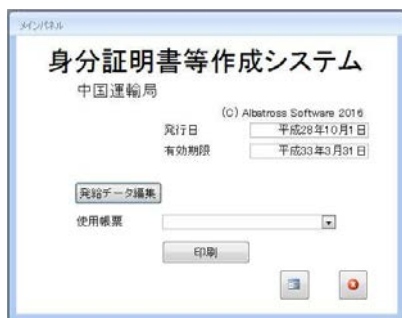 メインパネル
身分証明書等作成システム
中国運輸局
(C) Albatross Software 2016
発行日 平成28年10月1日
有効期限 平成33年3月31日
発給データ編集
使用帳票
印刷